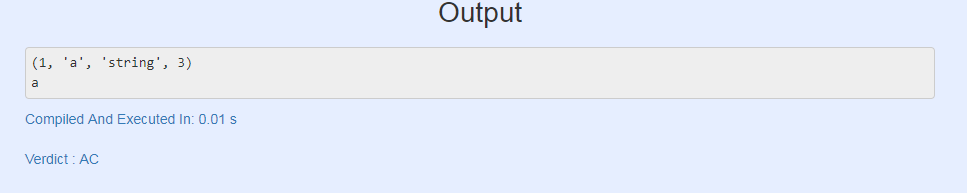 Output
(1, 'a', 'string', 3)
a
Compiled And Executed In: 0.01 s
Verdict : AC